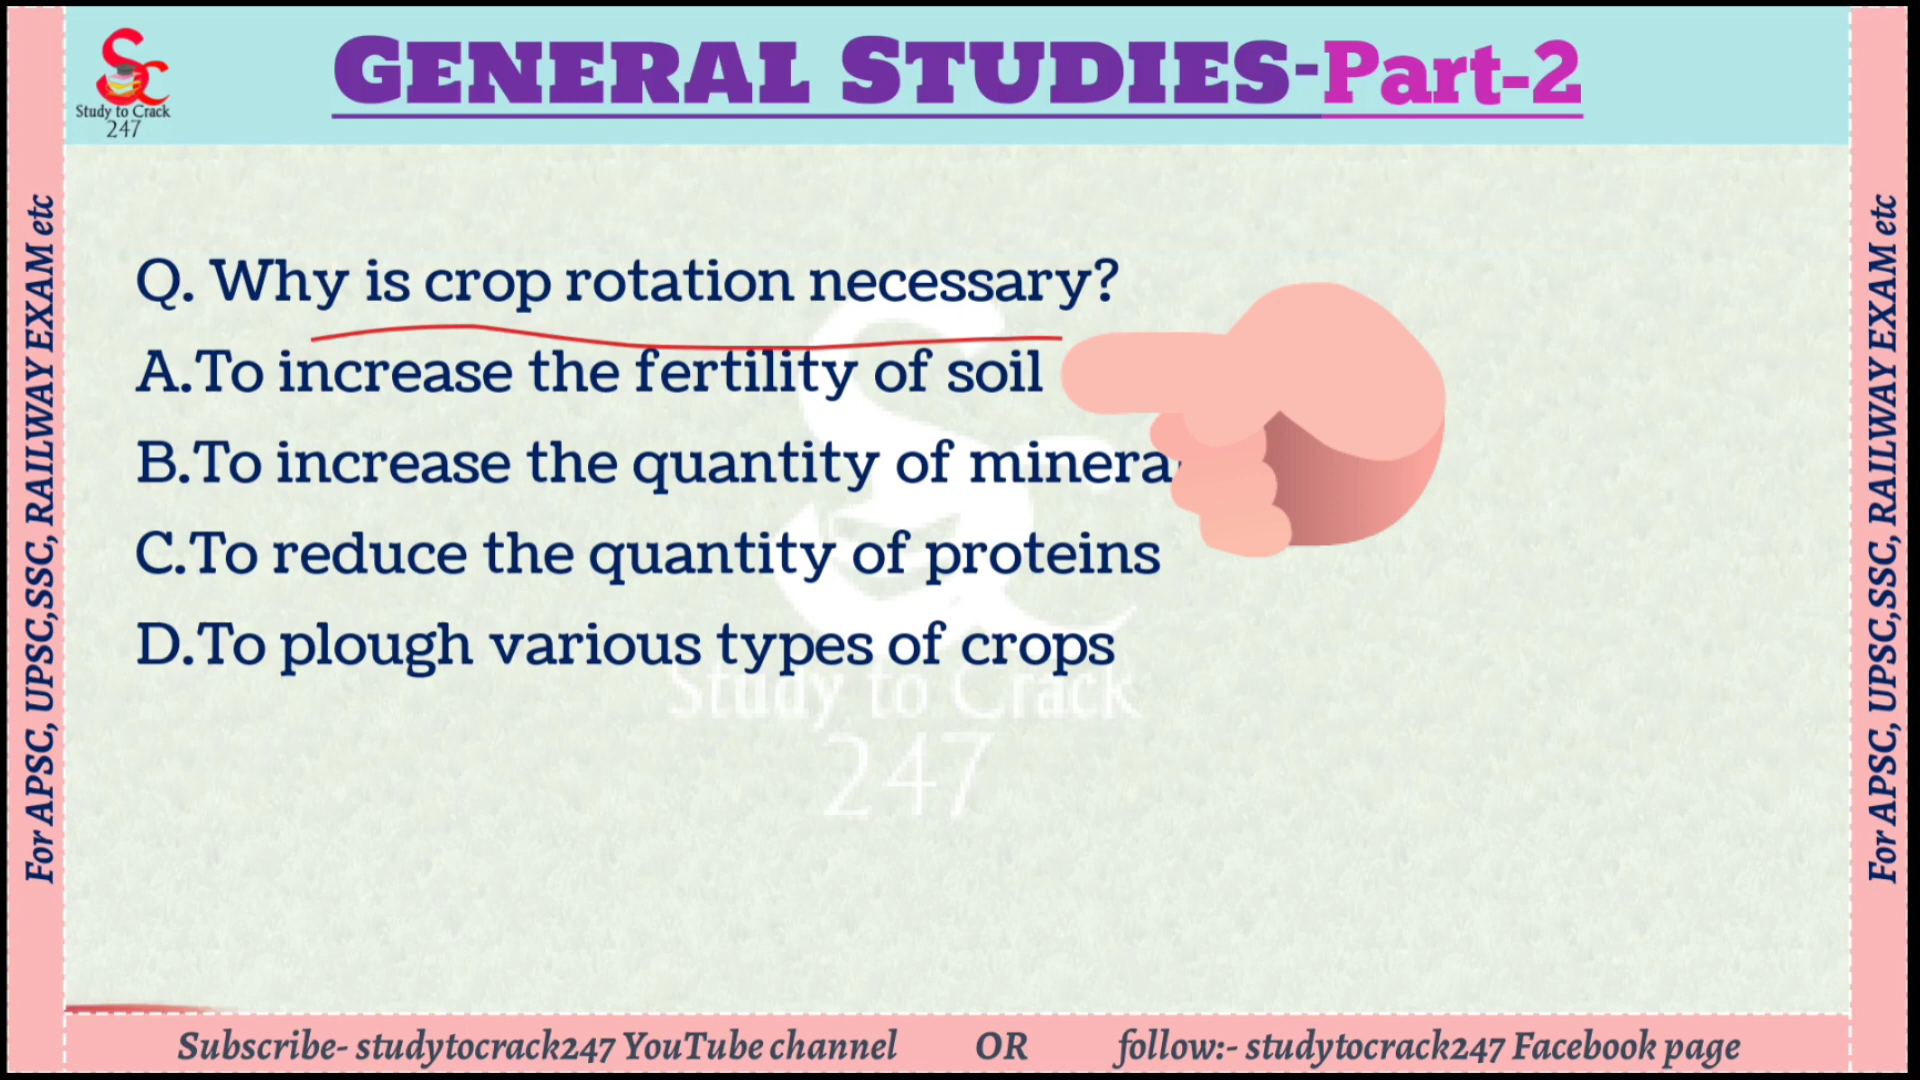 GENERAL STUDIES-Part-2
Sc
Study to Crack
247
For APSC, UPSC,SSC, RAILWAY EXAM etc
Q. Why is crop rotation necessary?
A.To increase the fertility of soil
B.To increase the quantity of minera
C.To reduce the quantity of proteins
D.To plough various types of crops
Study to Crack
247
For APSC, UPSC,SSC, RAILWAY EXAM etc
Subscribe- studytocrack247 YouTube channel OR follow:- studytocrack247 Facebook page